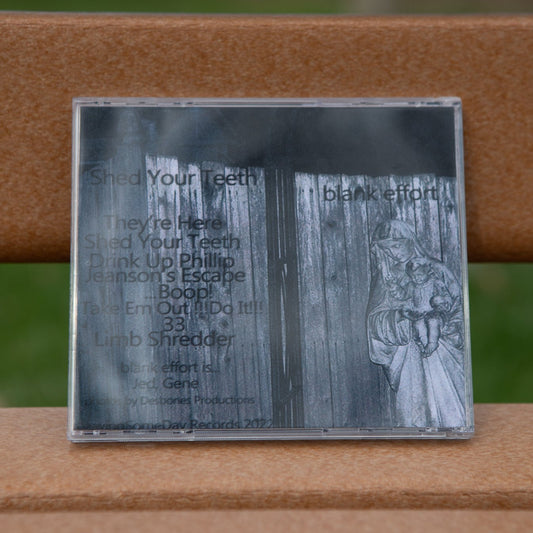 "Shed Your Teeth
blank effort
They're Here
Shed Your Teeth
Drink Up Phillip
Jeanson's Escape
...Boop!
Take Em Out !!!Do It!!!
33
Limb Shredder
blank effort is...
Jed, Gene
by Desbones Productions
Records 2022